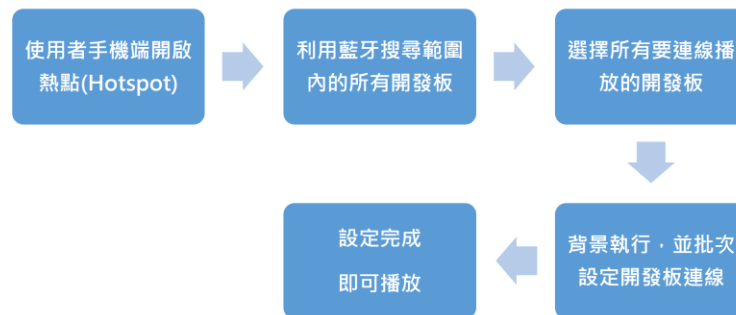 使用者手機端開啟
熱點(Hotspot)
利用藍牙搜尋範圍
內的所有開發板
選擇所有要連線播
放的開發板
背景執行，並批次
設定開發板連線
設定完成
即可播放